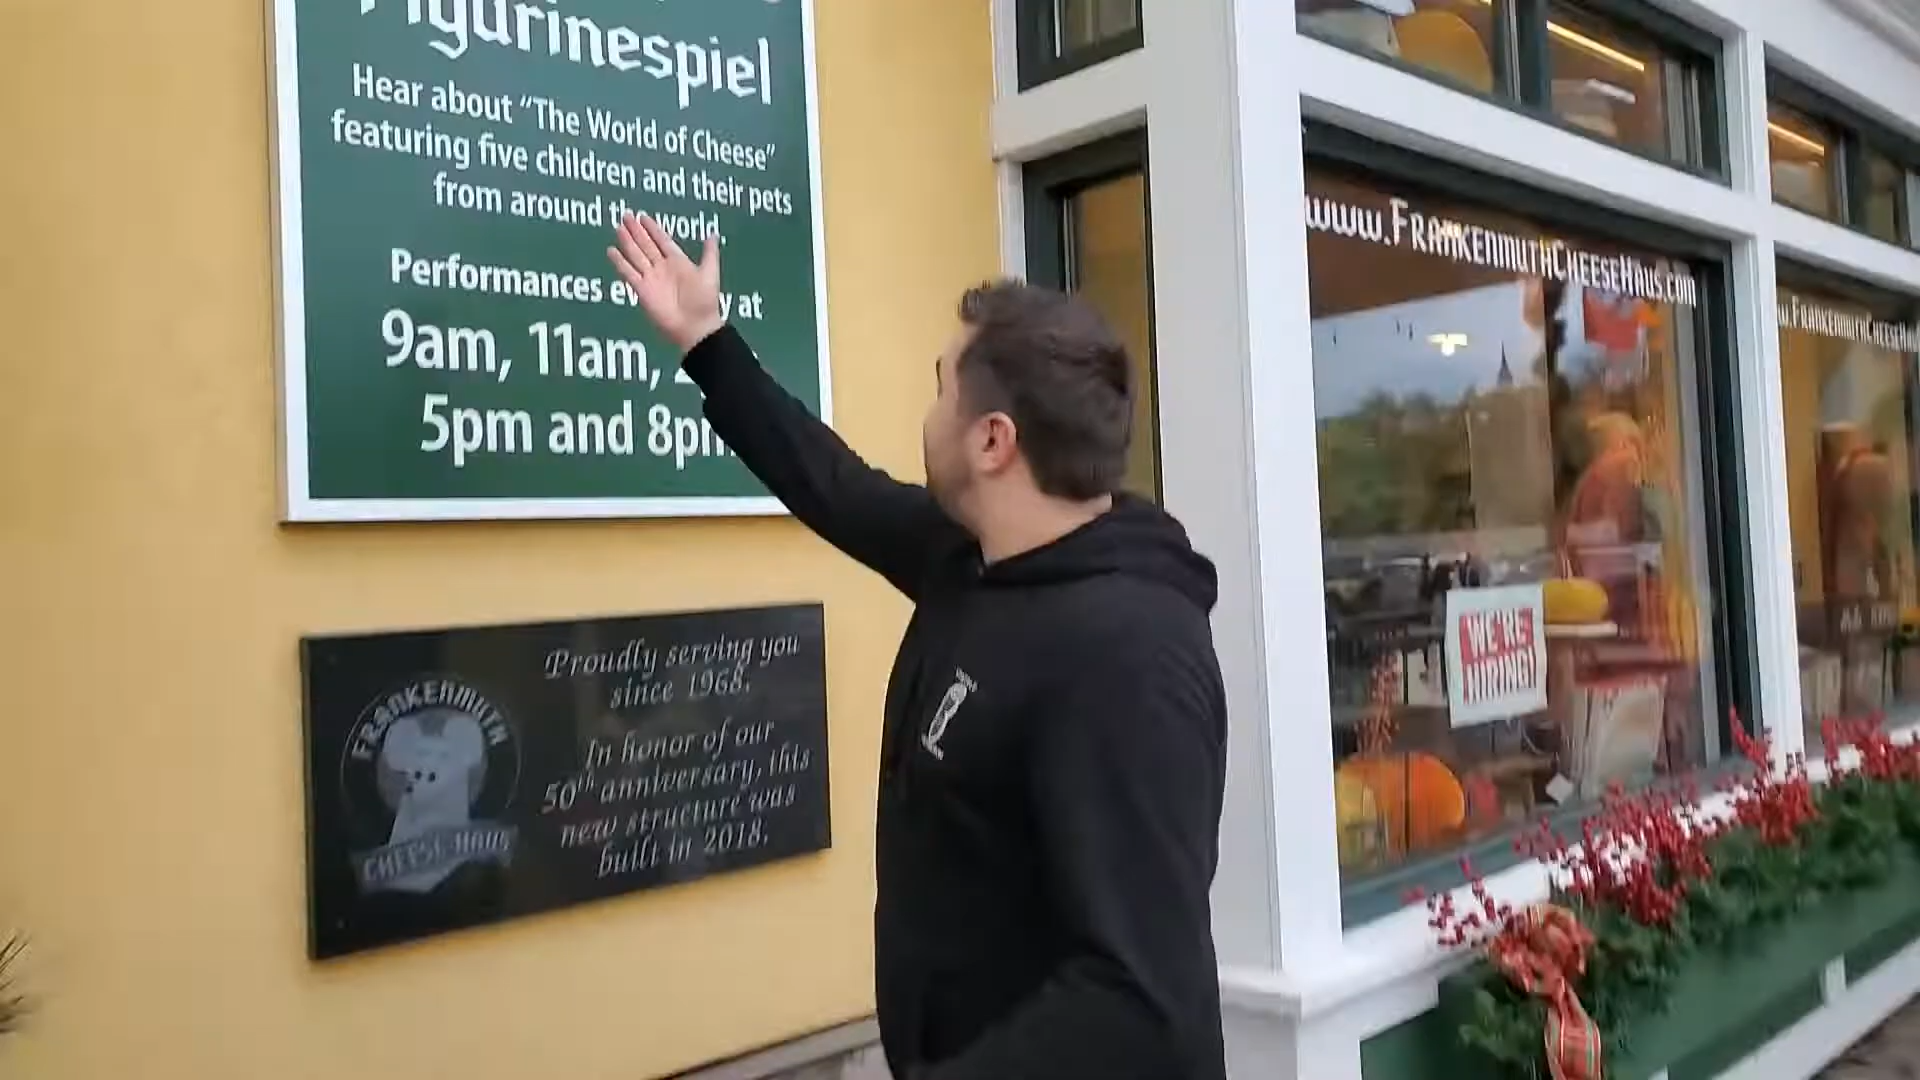 Figurinespiel
Hear about "The World of Cheese"
featuring five children and their pets
from around the world.
Performances at
9am, 11am,
5pm and 8pm.
Proudly serving you
since 1968.
In honor of our
50th anniversary, this
new structure was
built in 2018.
FRANKENMUTH
CHEESE HAUS
www.FRANKENMUTHCHEESEHAUS.com
WE'RE
HIRING!
w.FRANKENMUTHCHEESEHAU